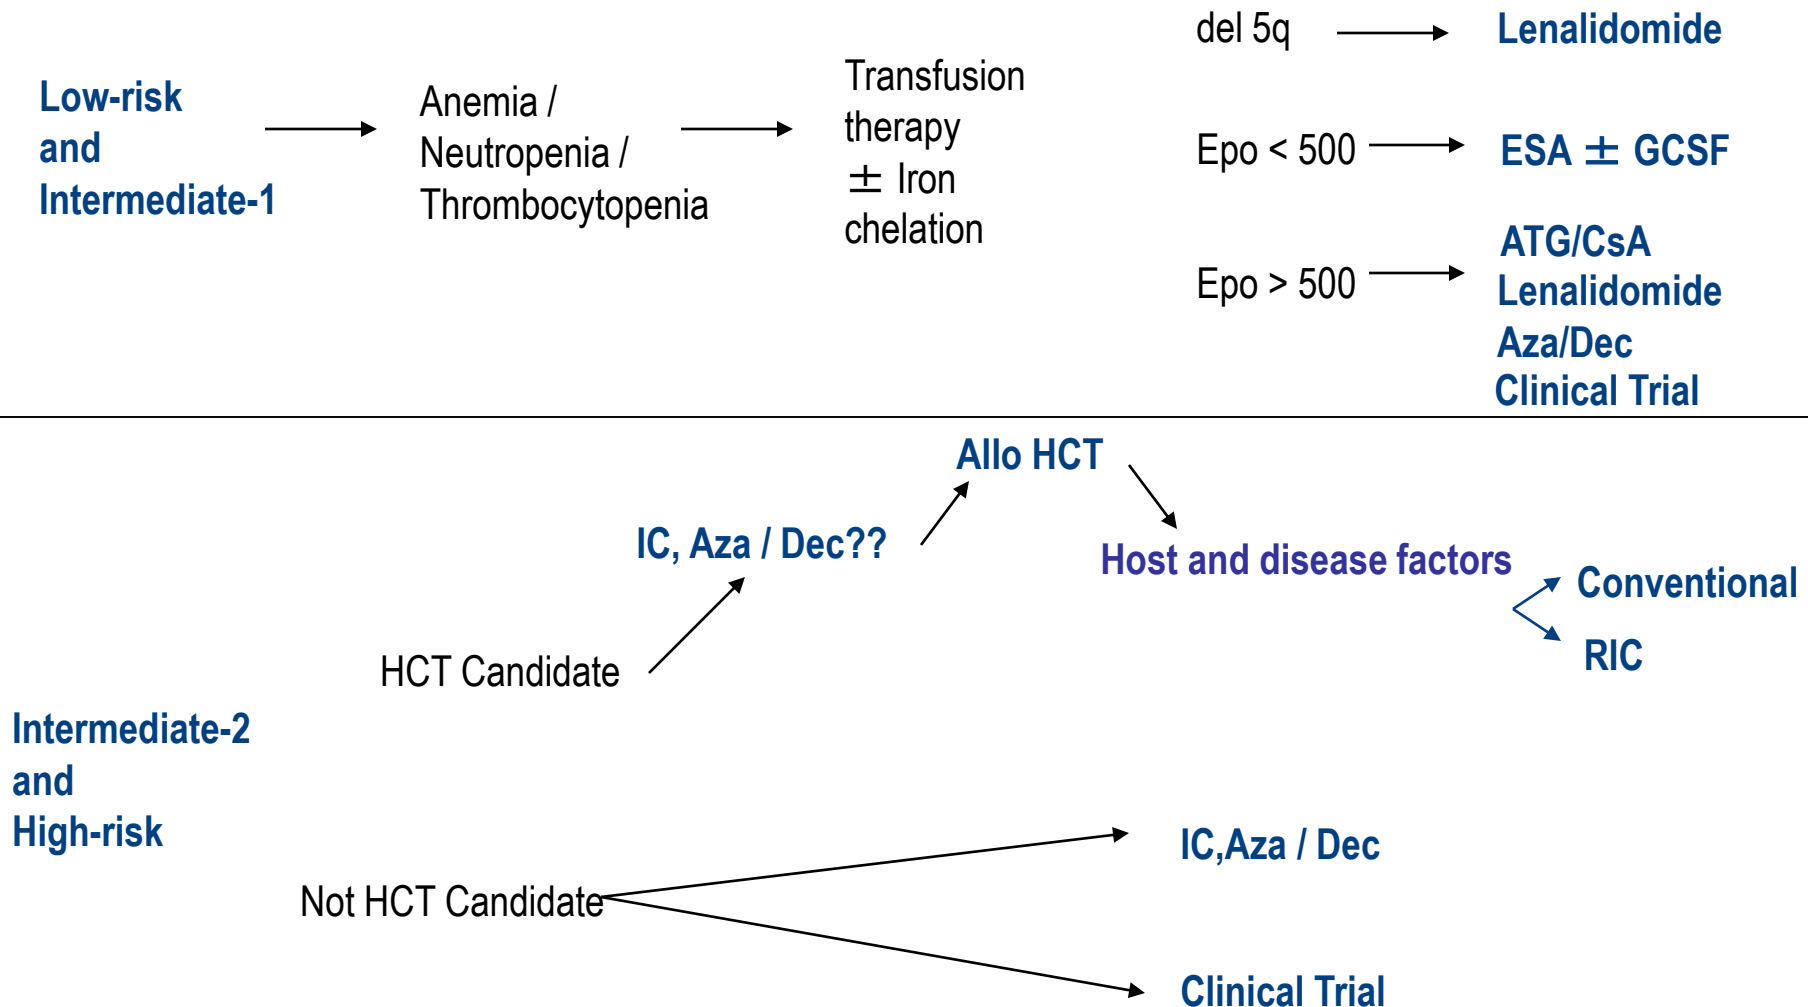 Low-risk
and
Intermediate-1
Anemia /
Neutropenia /
Thrombocytopenia
Transfusion
therapy
± Iron
chelation
del 5q
Lenalidomide
Epo < 500
ESA ± GCSF
Epo > 500
ATG/CsA
Lenalidomide
Aza/Dec
Clinical Trial
Intermediate-2
and
High-risk
HCT Candidate
IC, Aza / Dec??
Allo HCT
Host and disease factors
Conventional
RIC
Not HCT Candidate
IC,Aza / Dec
Clinical Trial